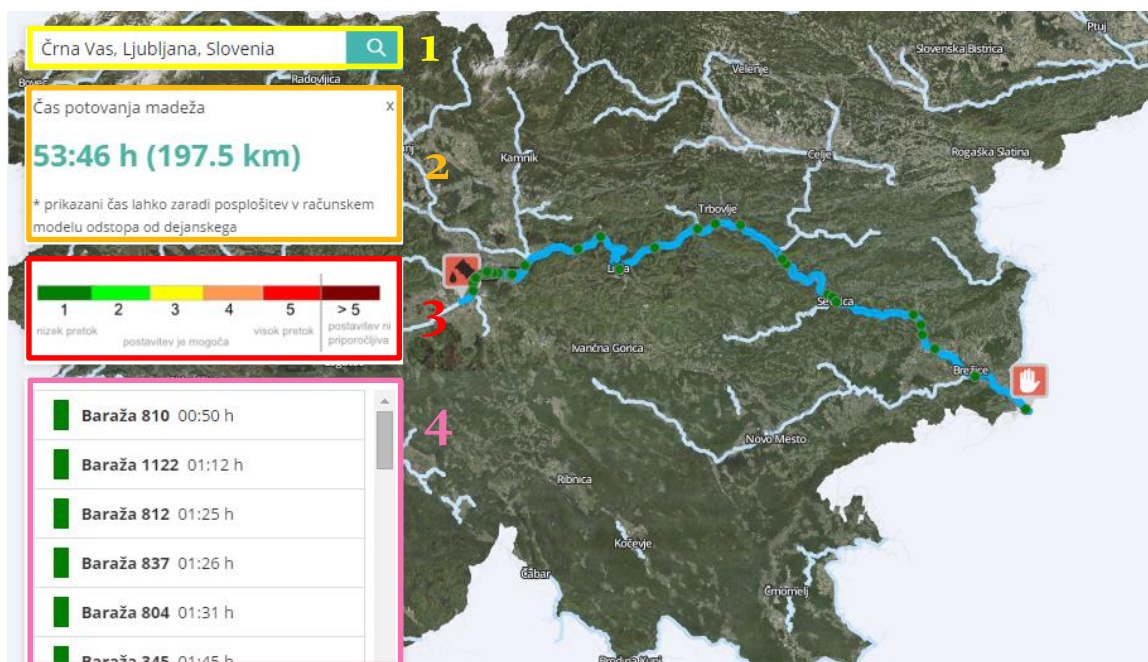 Črna Vas, Ljubljana, Slovenia
1
Čas potovanja madeža
x
53:46 h (197.5 km)
* prikazani čas lahko zaradi posplošitev v računskem
modelu odstopa od dejanskega
2
1 2 3 4 5 > 5
nizek pretok
postavitev je mogoča
visok pretok
postavitev ni
priporočljiva
3
Baraža 810 00:50 h
Baraža 1122 01:12 h
Baraža 812 01:25 h
Baraža 837 01:26 h
Baraža 804 01:31 h
Baraža 345 01:45 h
4
Ptuj
Slovenska Bistrica
Velenje
Radovljica
Kamnik
Celje
Rogaška Slatina
Trbovlje
Ivančna Gorica
Brežice
Novo Mesto
Ribnica
Kočevje
Čabar
Črnomelj